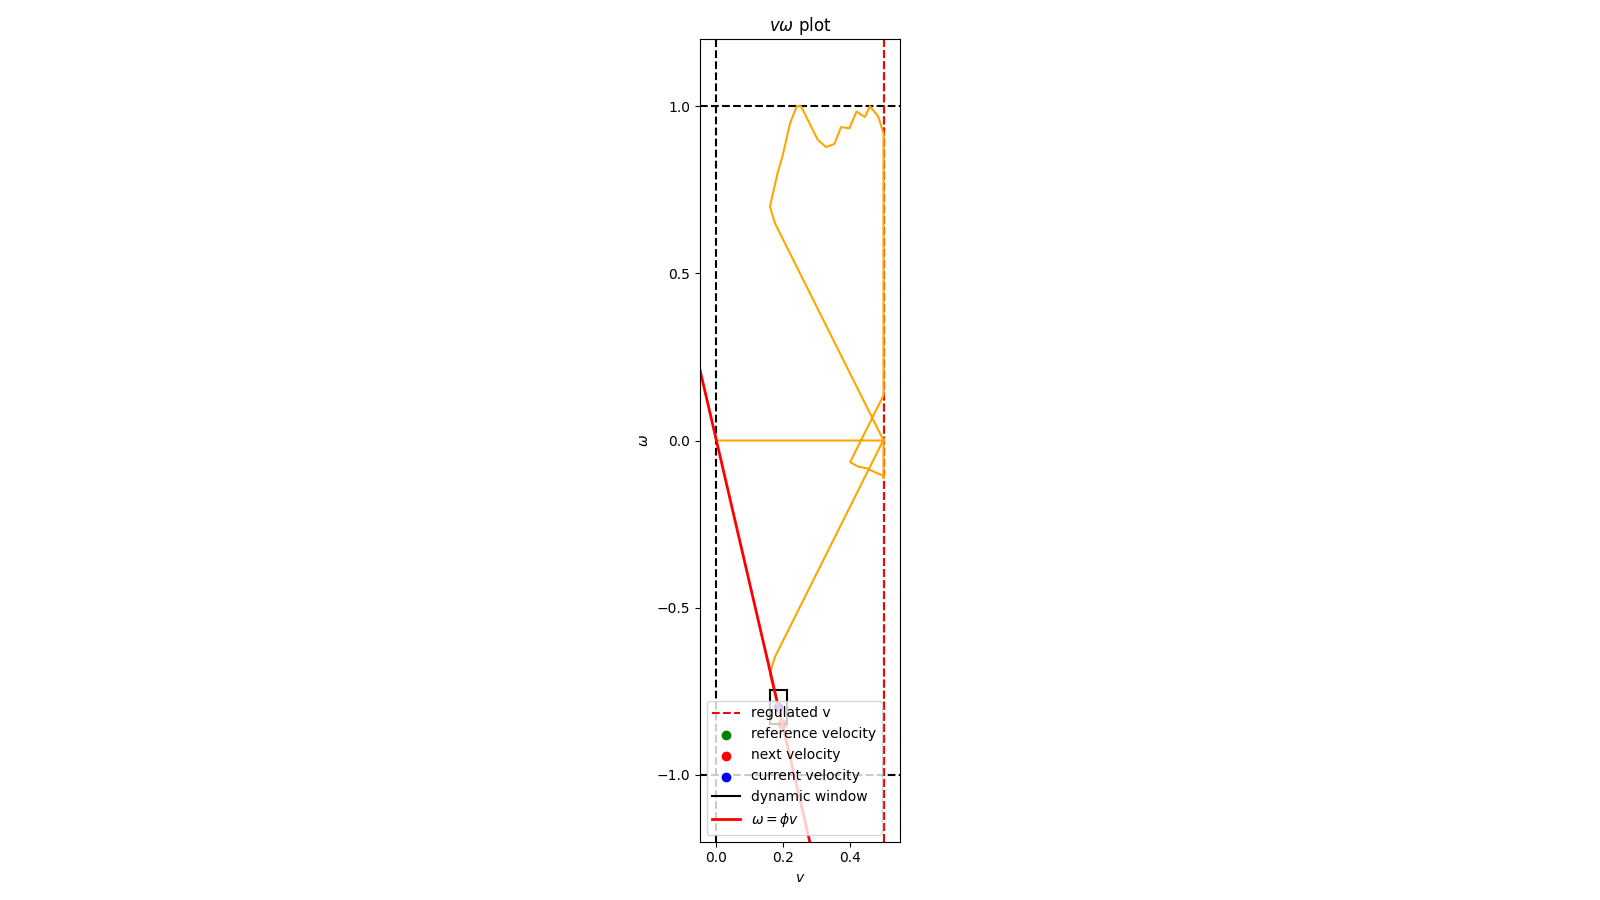 vω plot
1.0
0.5
0.0
−0.5
−1.0
ω
regulated v
reference velocity
next velocity
current velocity
dynamic window
ω = ϕv
0.0 0.2 0.4
v